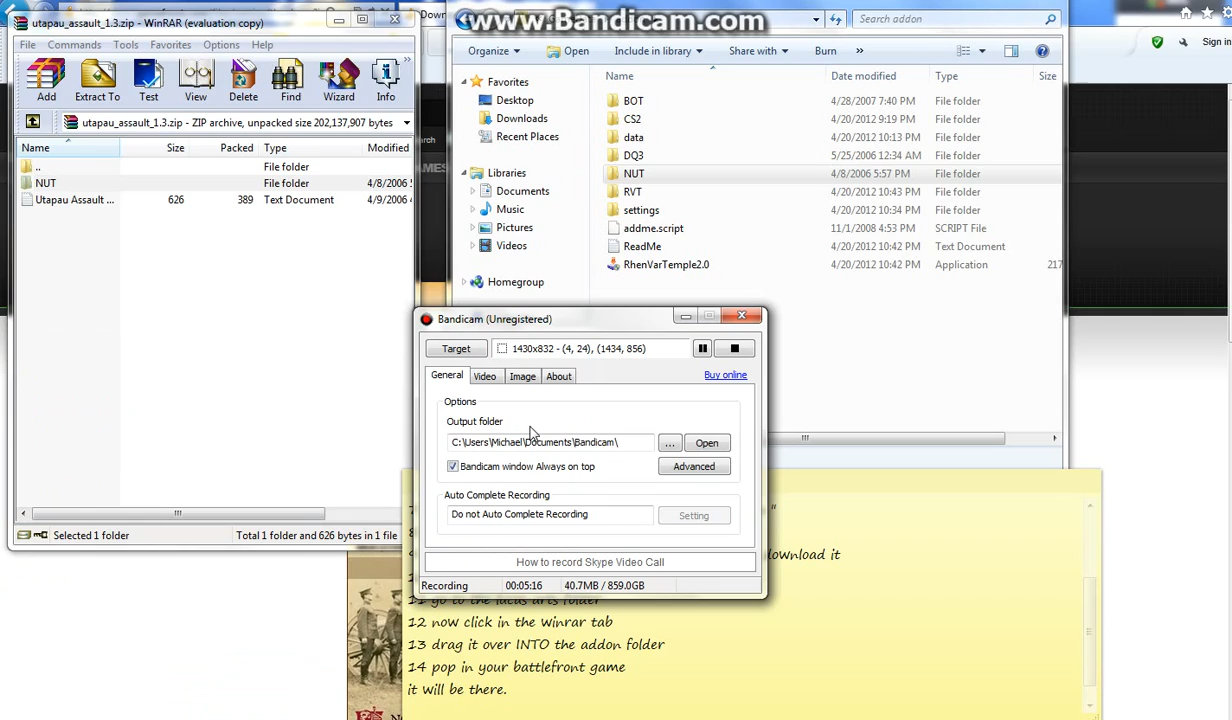 utapau_assault_1.3.zip - WinRAR (evaluation copy)
www.Bandicam.com
Search addon
File Commands Tools Favorites Options Help
Organize Open Include in library Share with Burn »
Sign in
Add Extract To Test View Delete Find Wizard Info
utapau_assault_1.3.zip - ZIP archive, unpacked size 202,137,907 bytes
Name Size Packed Type Modified
.. File folder
NUT File folder 4/8/2006 5
Utapau Assault ... 626 389 Text Document 4/9/2006 4
Selected 1 folder Total 1 folder and 626 bytes in 1 file
Favorites
Desktop
Downloads
Recent Places
Libraries
Documents
Music
Pictures
Videos
Homegroup
Name Date modified Type Size
BOT 4/28/2007 7:40 PM File folder
CS2 4/20/2012 9:19 PM File folder
data 4/20/2012 10:13 PM File folder
DQ3 5/25/2006 12:34 AM File folder
NUT 4/8/2006 5:57 PM File folder
RVT 4/20/2012 10:43 PM File folder
settings 4/20/2012 10:34 PM File folder
addme.script 11/1/2008 4:53 PM SCRIPT File
ReadMe 4/20/2012 10:42 PM Text Document
RhenVarTemple2.0 4/20/2012 10:42 PM Application 217
Bandicam (Unregistered)
Target 1430x832 - (4, 24), (1434, 856)
General Video Image About Buy online
Options
Output folder
C:\Users\Michael\Documents\Bandicam\ ... Open
Bandicam window Always on top Advanced
Auto Complete Recording
Do not Auto Complete Recording Setting
How to record Skype Video Call
Recording 00:05:16 40.7MB / 859.0GB
download it
11 go to the lucas arts folder
12 now click in the Winrar tab
13 drag it over INTO the addon folder
14 pop in your battlefront game
it will be there.